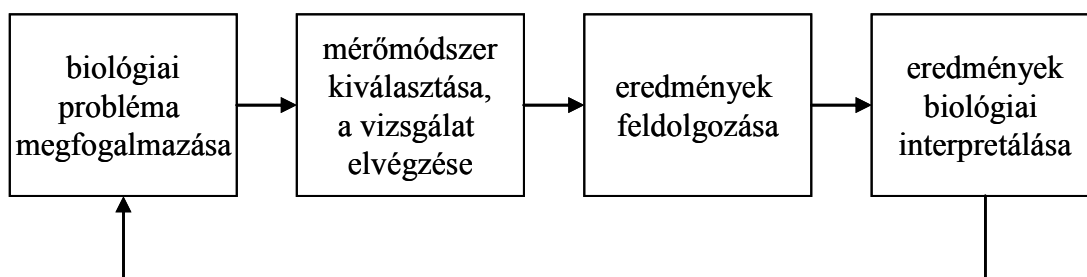 biológiai
probléma
megfogalmazása
mérőmódszer
kiválasztása,
a vizsgálat
elvégzése
eredmények
feldolgozása
eredmények
biológiai
interpretálása